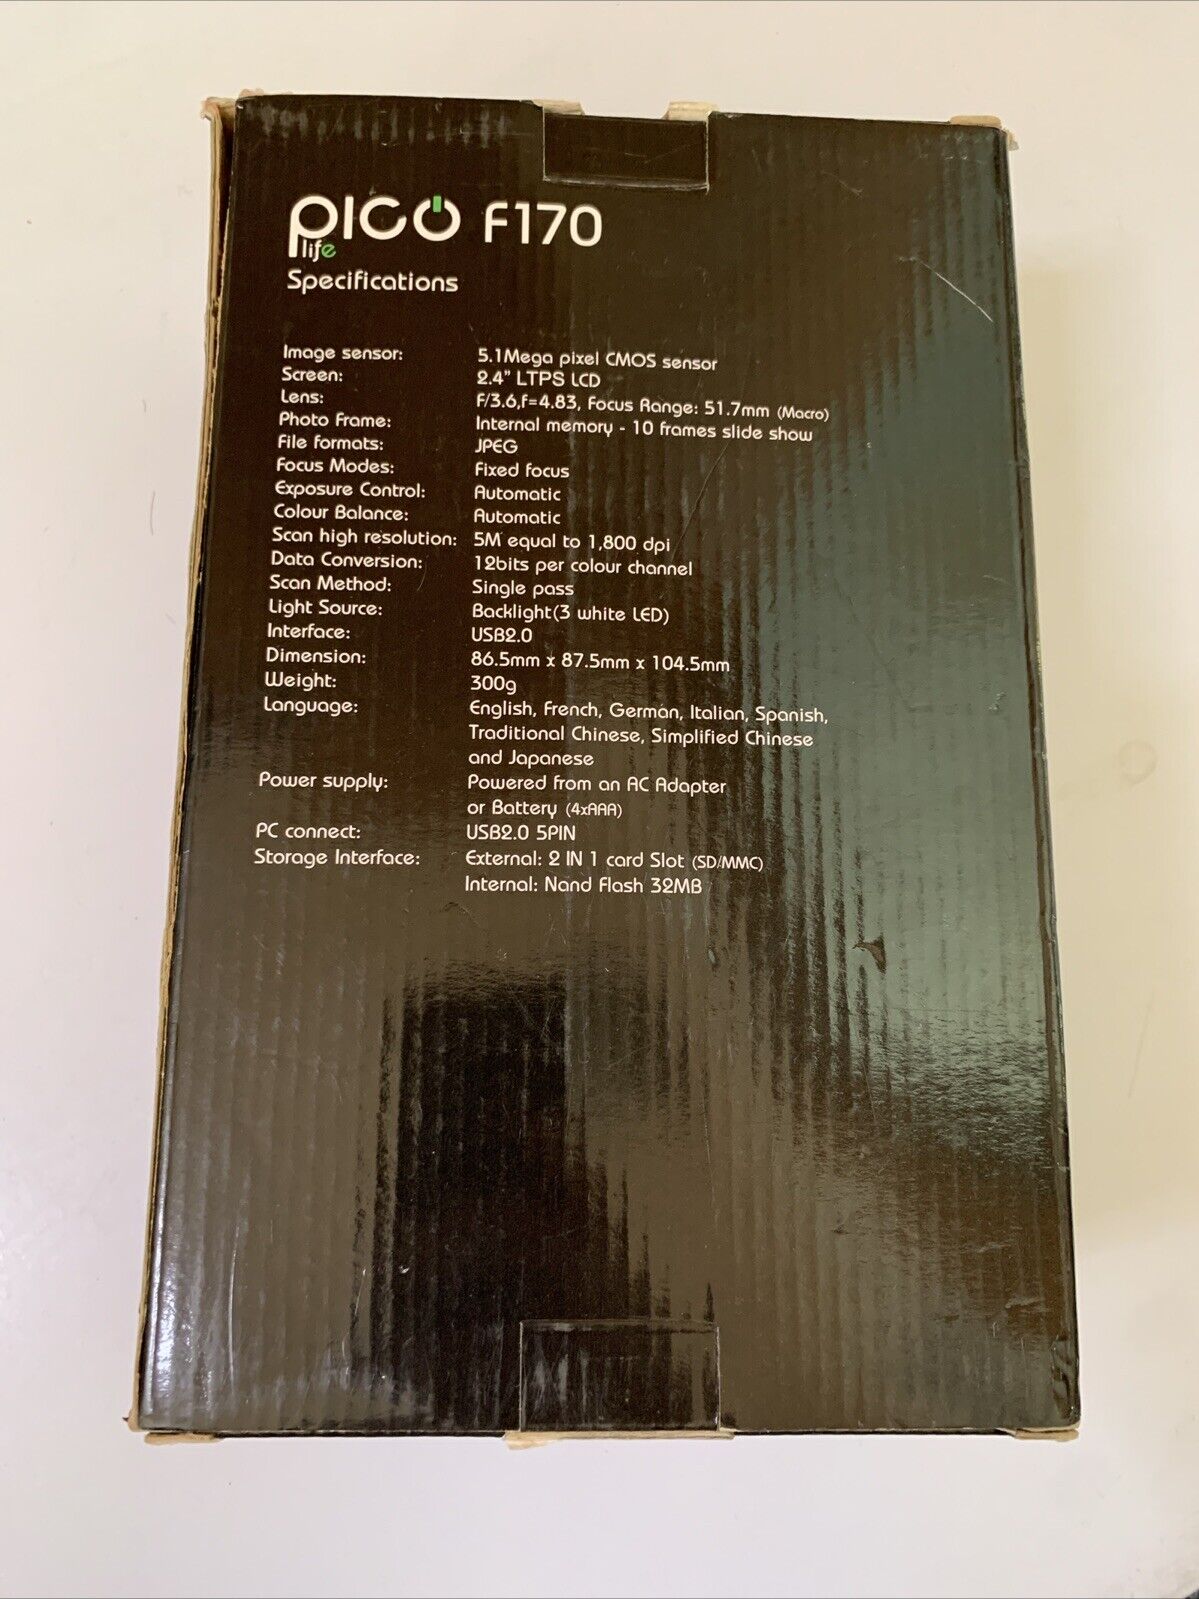 PICO life F170
Specifications
Image sensor: 5.1Mega pixel CMOS sensor
Screen: 2.4" LTPS LCD
Lens: F/3.6,f=4.83, Focus Range: 51.7mm (Macro)
Photo Frame: Internal memory - 10 frames slide show
File formats: JPEG
Focus Modes: Fixed focus
Exposure Control: Automatic
Colour Balance: Automatic
Scan high resolution: 5M equal to 1,800 dpi
Data Conversion: 12bits per colour channel
Scan Method: Single pass
Light Source: Backlight(3 white LED)
Interface: USB2.0
Dimension: 86.5mm x 87.5mm x 104.5mm
Weight: 300g
Language: English, French, German, Italian, Spanish,
Traditional Chinese, Simplified Chinese
and Japanese
Power supply: Powered from an AC Adapter
or Battery (4xAAA)
PC connect: USB2.0 5PIN
Storage Interface: External: 2 IN 1 card Slot (SD/MMC)
Internal: Nand Flash 32MB